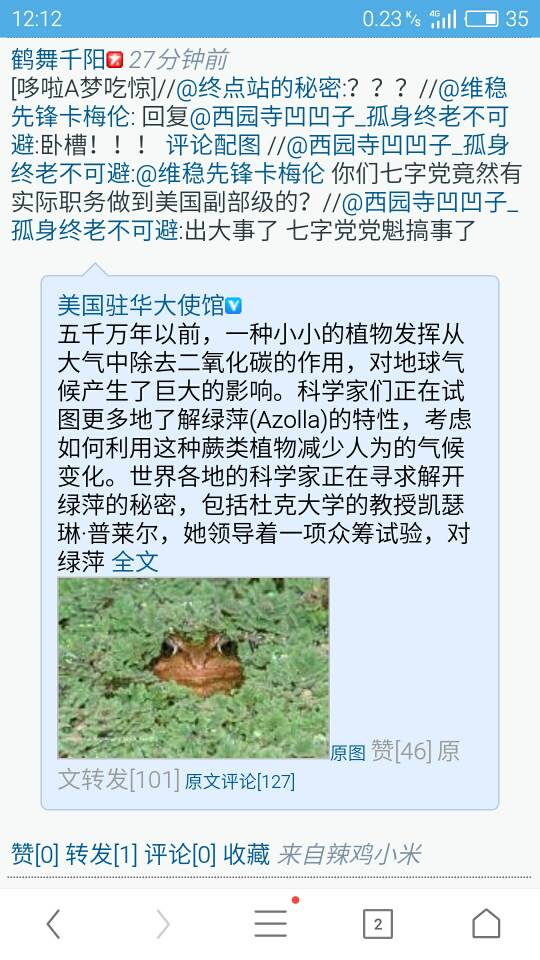 12:12 0.23 K/s 4G 35
鹤舞千阳 27分钟前
[哆啦A梦吃惊]//@终点站的秘密:？？？//@维稳
先锋卡梅伦: 回复@西园寺凹凹子_孤身终老不可
避:卧槽！！！ 评论配图 //@西园寺凹凹子_孤身
终老不可避:@维稳先锋卡梅伦 你们七字党竟然有
实际职务做到美国副部级的？//@西园寺凹凹子_
孤身终老不可避:出大事了 七字党党魁搞事了
美国驻华大使馆
五千万年以前，一种小小的植物发挥从
大气中除去二氧化碳的作用，对地球气
候产生了巨大的影响。科学家们正在试
图更多地了解绿萍(Azolla)的特性，考虑
如何利用这种蕨类植物减少人为的气候
变化。世界各地的科学家正在寻求解开
绿萍的秘密，包括杜克大学的教授凯瑟
琳·普莱尔，她领导着一项众筹试验，对
绿萍 全文
原图 赞[46] 原
文转发[101] 原文评论[127]
赞[0] 转发[1] 评论[0] 收藏 来自辣鸡小米
2